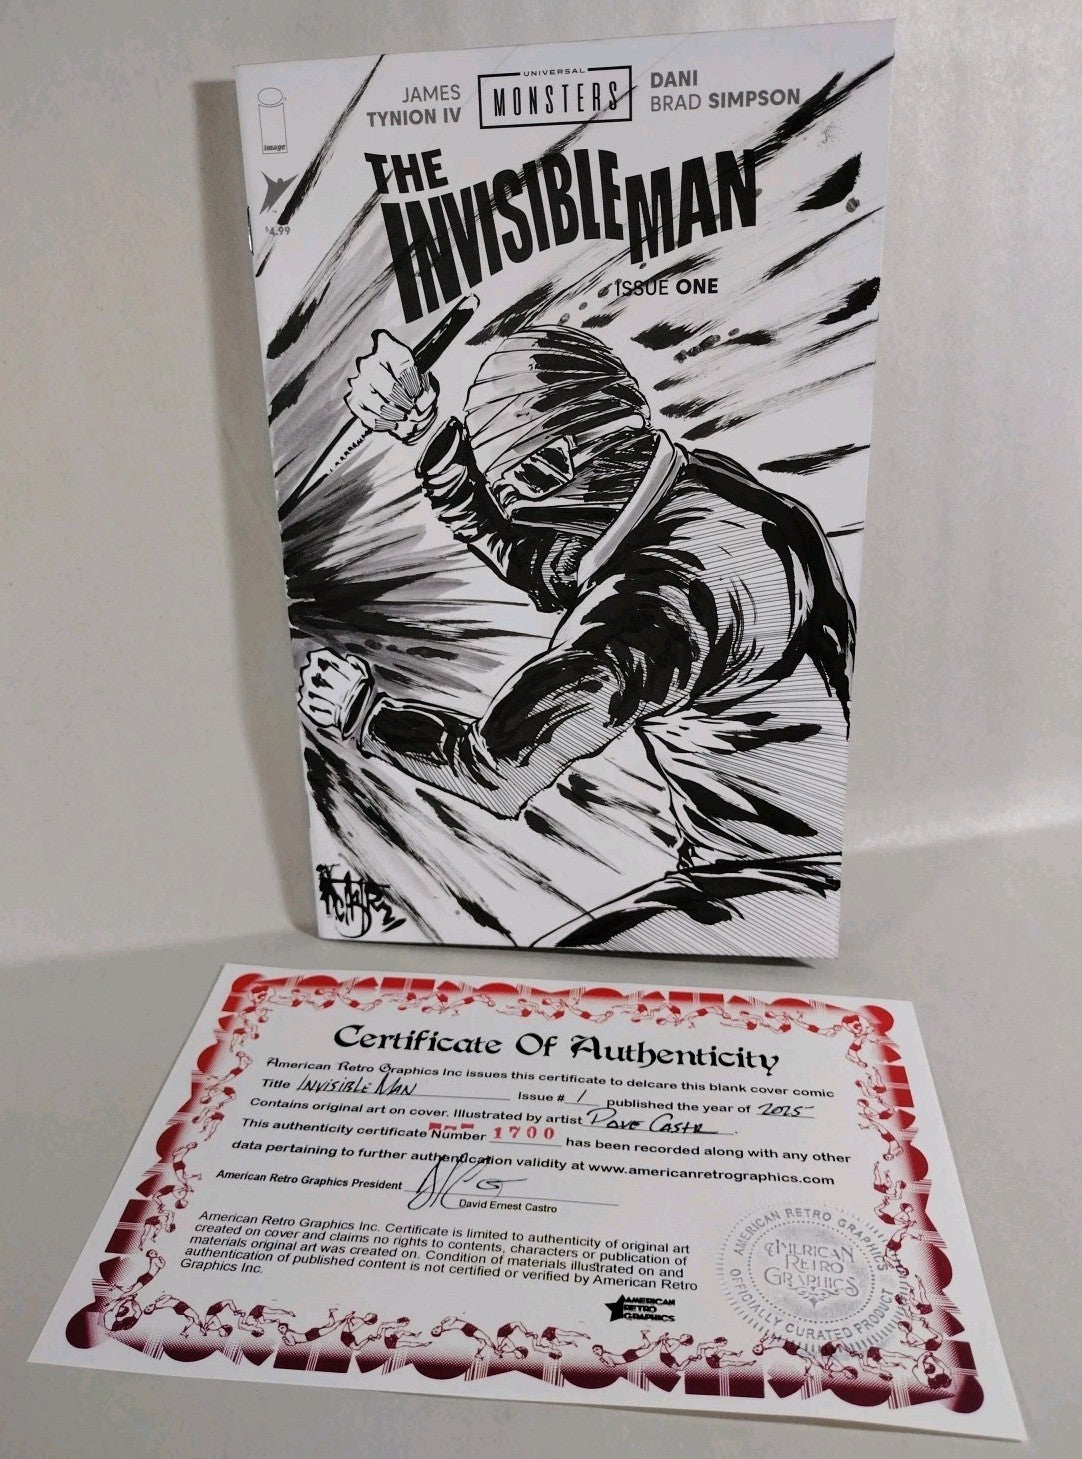 UNIVERSAL
MONSTERS
JAMES
TYNION IV
DANI
BRAD SIMPSON
image
$4.99
THE
INVISIBLE MAN
ISSUE ONE
Certificate Of Authenticity
American Retro Graphics Inc issues this certificate to delcare this blank cover comic
Title INVISIBLE MAN Issue # 1 published the year of 2025
Contains original art on cover. Illustrated by artist Dave Castr.
This authenticity certificate Number 1700 has been recorded along with any other
data pertaining to further authentication validity at www.americanretrographics.com
American Retro Graphics President
David Ernest Castro
American Retro Graphics Inc. Certificate is limited to authenticity of original art
created on cover and claims no rights to contents, characters or publication of
materials original art was created on. Condition of materials illustrated on and
authentication of published content is not certified or verified by American Retro
Graphics Inc.
AMERICAN
RETRO
GRAPHICS
AMERICAN RETRO GRAPHICS
AMERICAN
RETRO
GRAPHICS
OFFICIALLY CURATED PRODUCT